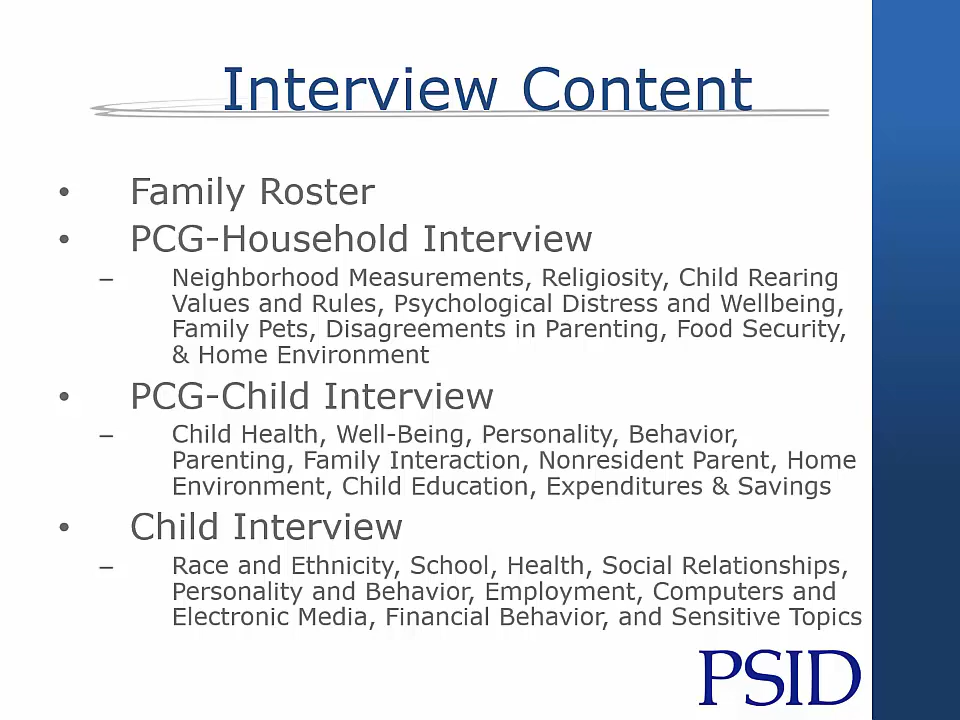 Interview Content
• Family Roster
• PCG-Household Interview
– Neighborhood Measurements, Religiosity, Child Rearing
Values and Rules, Psychological Distress and Wellbeing,
Family Pets, Disagreements in Parenting, Food Security,
& Home Environment
• PCG-Child Interview
– Child Health, Well-Being, Personality, Behavior,
Parenting, Family Interaction, Nonresident Parent, Home
Environment, Child Education, Expenditures & Savings
• Child Interview
– Race and Ethnicity, School, Health, Social Relationships,
Personality and Behavior, Employment, Computers and
Electronic Media, Financial Behavior, and Sensitive Topics
PSID